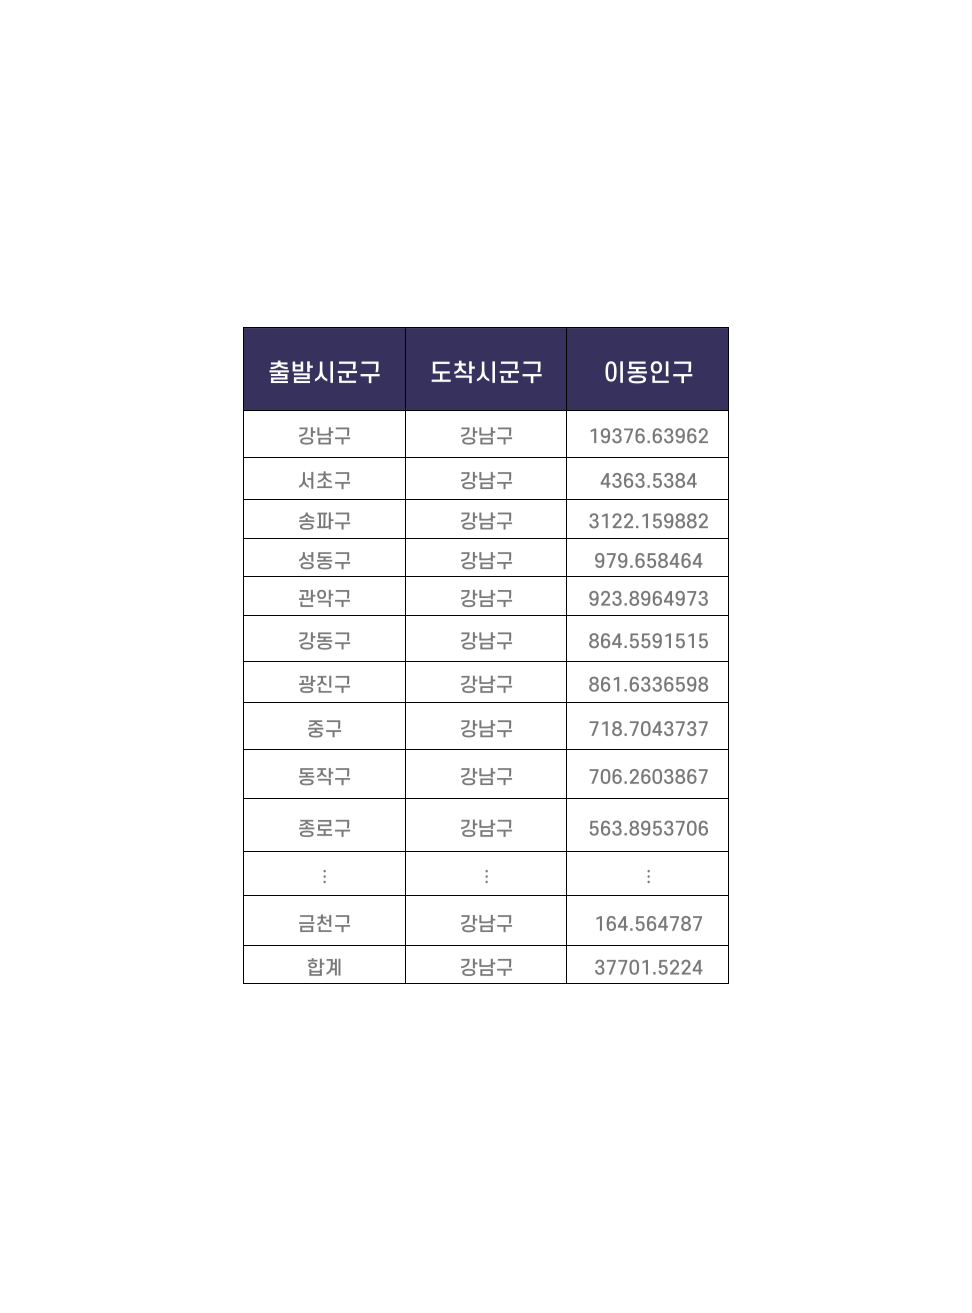 출발시군구 도착시군구 이동인구
강남구 강남구 19376.63962
서초구 강남구 4363.5384
송파구 강남구 3122.159882
성동구 강남구 979.658464
관악구 강남구 923.8964973
강동구 강남구 864.5591515
광진구 강남구 861.6336598
중구 강남구 718.7043737
동작구 강남구 706.2603867
종로구 강남구 563.8953706
⋮ ⋮ ⋮
금천구 강남구 164.564787
합계 강남구 37701.5224